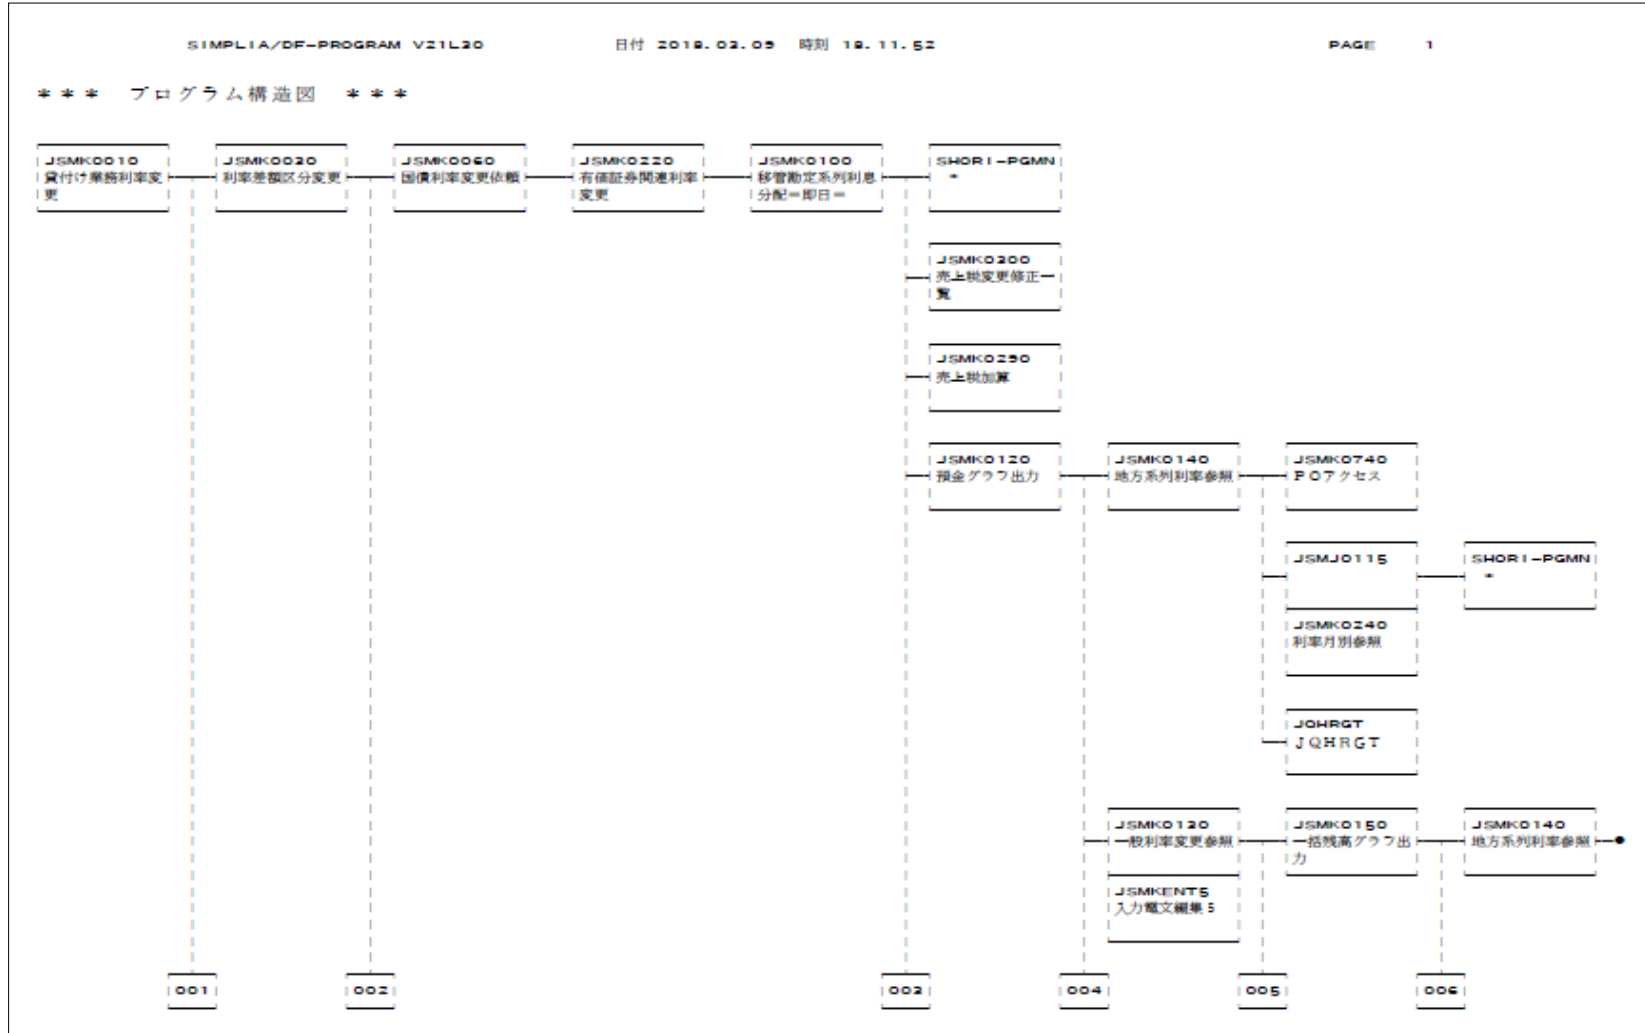 SIMPLIA/DF-PROGRAM V21L30 日付 2018.03.09 時刻 18.11.52 PAGE 1
*** プログラム構造図 ***
JSMK0010 JSMK0030 JSMK0060 JSMK0220 JSMK0100 SHORI-PGMN
貸付け業務利率変 利率差額区分変更 国債利率変更依頼 有価証券関連利率 移管勘定系列利息 *
更 変更 分配=即日=
JSMK0300
売上税変更修正一
覧
JSMK0290
売上税加算
JSMK0120 JSMK0140 JSMK0740
預金グラフ出力 地方系列利率参照 POアクセス
JSMJ0115 SHORI-PGMN
*
JSMK0240
利率月別参照
JQHRGT
JQHRGT
JSMK0130 JSMK0150 JSMK0140
一般利率変更参照 一括残高グラフ出 地方系列利率参照
力
JSMKENT5
入力電文編集5
001 002 003 004 005 006